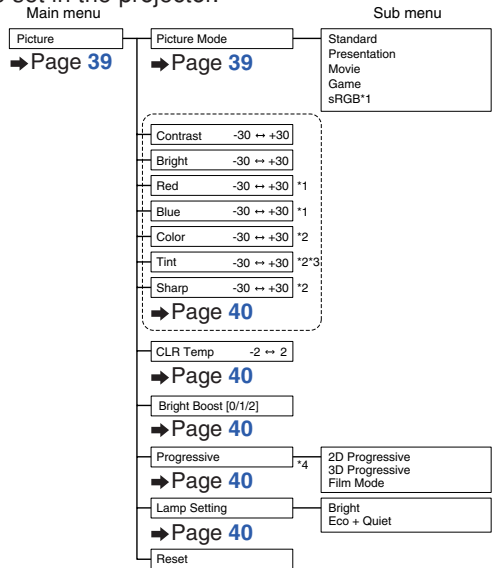 set in the projector.
Main menu Sub menu
Picture
➡Page 39
Picture Mode
➡Page 39
Standard
Presentation
Movie
Game
sRGB*1
Contrast -30 ↔ +30
Bright -30 ↔ +30
Red -30 ↔ +30 *1
Blue -30 ↔ +30 *1
Color -30 ↔ +30 *2
Tint -30 ↔ +30 *2*3
Sharp -30 ↔ +30 *2
➡Page 40
CLR Temp -2 ↔ 2
➡Page 40
Bright Boost [0/1/2]
➡Page 40
Progressive *4
➡Page 40
2D Progressive
3D Progressive
Film Mode
Lamp Setting
➡Page 40
Bright
Eco + Quiet
Reset